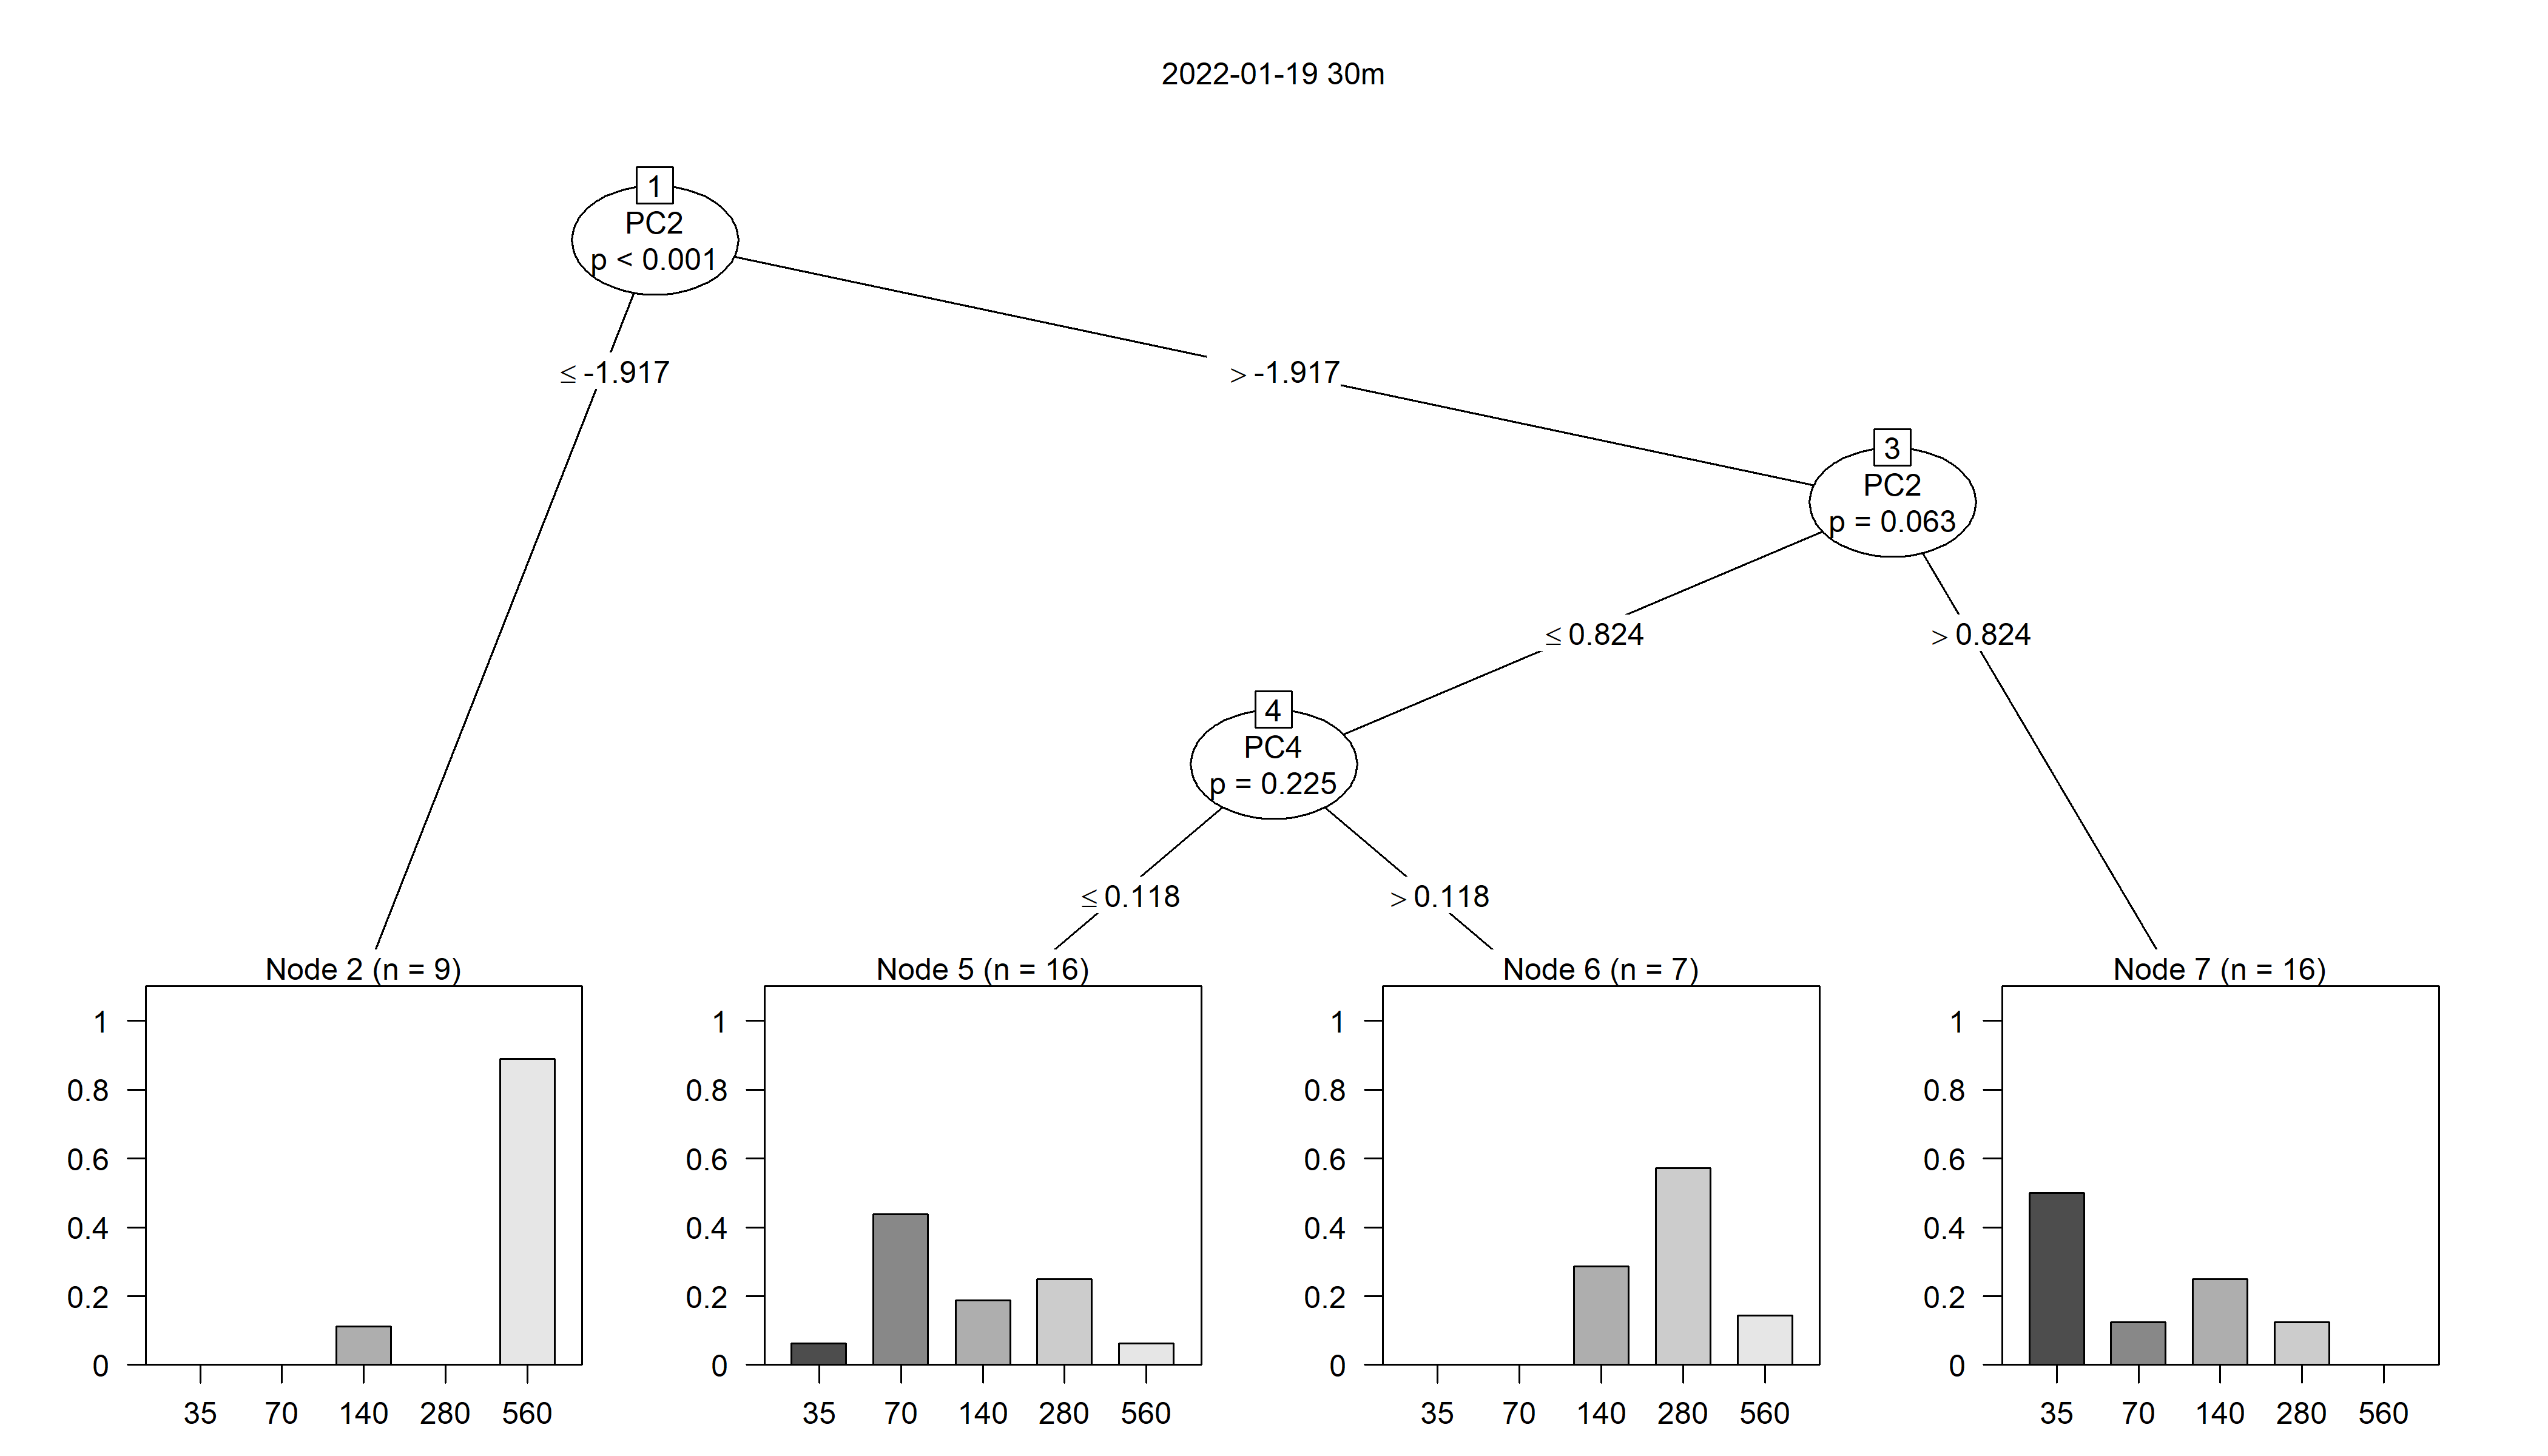 2022-01-19 30m
1
PC2
p < 0.001
≤ -1.917
> -1.917
3
PC2
p = 0.063
≤ 0.824
> 0.824
4
PC4
p = 0.225
≤ 0.118
> 0.118
Node 2 (n = 9)
1
0.8
0.6
0.4
0.2
0
35 70 140 280 560
Node 5 (n = 16)
1
0.8
0.6
0.4
0.2
0
35 70 140 280 560
Node 6 (n = 7)
1
0.8
0.6
0.4
0.2
0
35 70 140 280 560
Node 7 (n = 16)
1
0.8
0.6
0.4
0.2
0
35 70 140 280 560